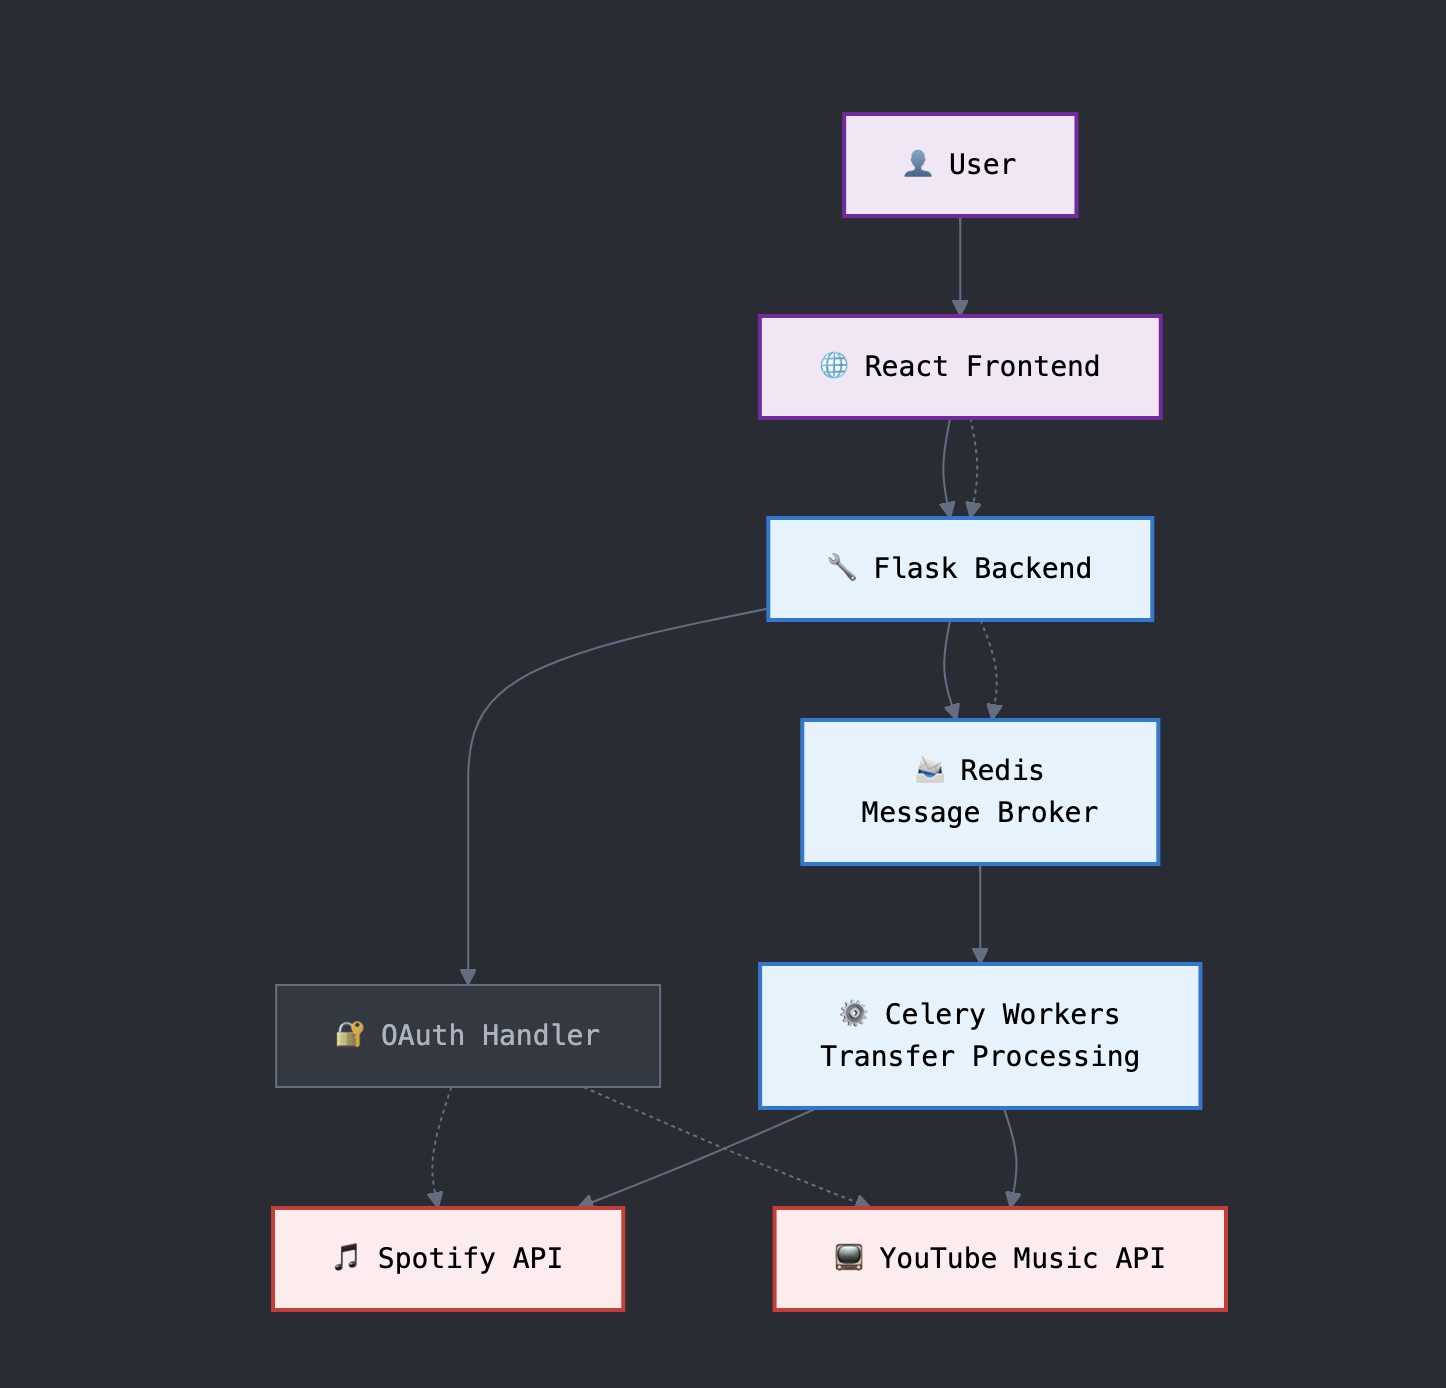 👤 User
🌐 React Frontend
🔧 Flask Backend
📨 Redis
Message Broker
🔐 OAuth Handler
⚙️ Celery Workers
Transfer Processing
🎵 Spotify API
📺 YouTube Music API